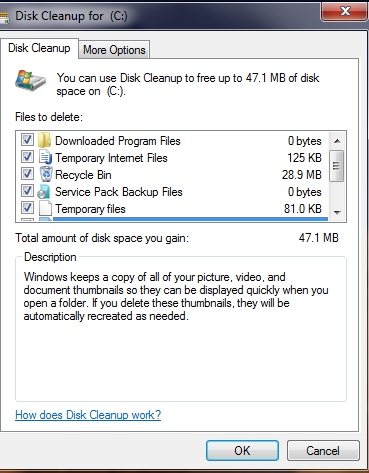 Disk Cleanup for (C:)
Disk Cleanup More Options
You can use Disk Cleanup to free up to 47.1 MB of disk
space on (C:).
Files to delete:
Downloaded Program Files 0 bytes
Temporary Internet Files 125 KB
Recycle Bin 28.9 MB
Service Pack Backup Files 0 bytes
Temporary files 81.0 KB
Total amount of disk space you gain: 47.1 MB
Description
Windows keeps a copy of all of your picture, video, and
document thumbnails so they can be displayed quickly when you
open a folder. If you delete these thumbnails, they will be
automatically recreated as needed.
How does Disk Cleanup work?
OK Cancel